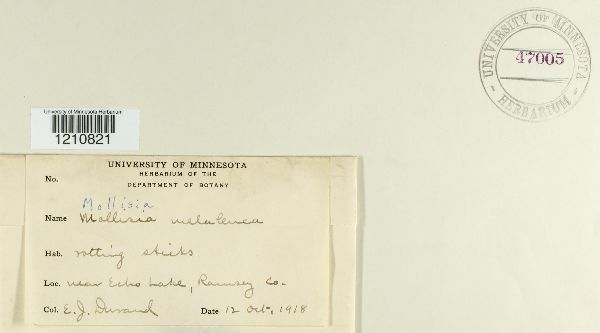 UNIVERSITY OF MINNESOTA
47005
- HERBARIUM -
University of Minnesota Herbarium
1210821
UNIVERSITY OF MINNESOTA
HERBARIUM OF THE
DEPARTMENT OF BOTANY
No.
Mollisia
Name Mollisia melaleuca
Hab. rotting sticks
Loc. near Echo Lake, Ramsey Co.
Col. E. J. Durand Date 12 Oct. 1918